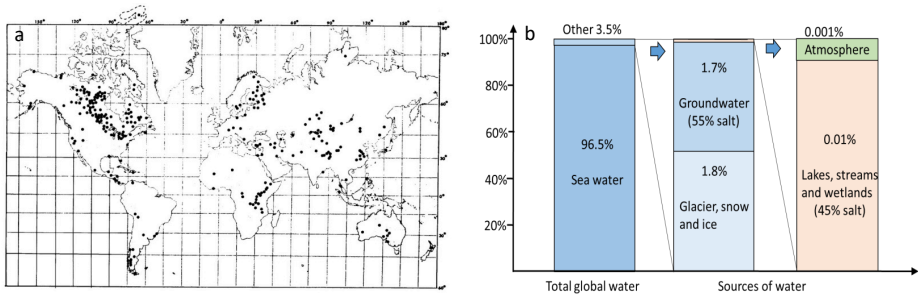 a
b
Other 3.5%
0.001%
100%
80%
60%
40%
20%
96.5%
Sea water
1.7%
Groundwater
(55% salt)
1.8%
Glacier, snow
and ice
Atmosphere
0.01%
Lakes, streams
and wetlands
(45% salt)
Total global water
Sources of water